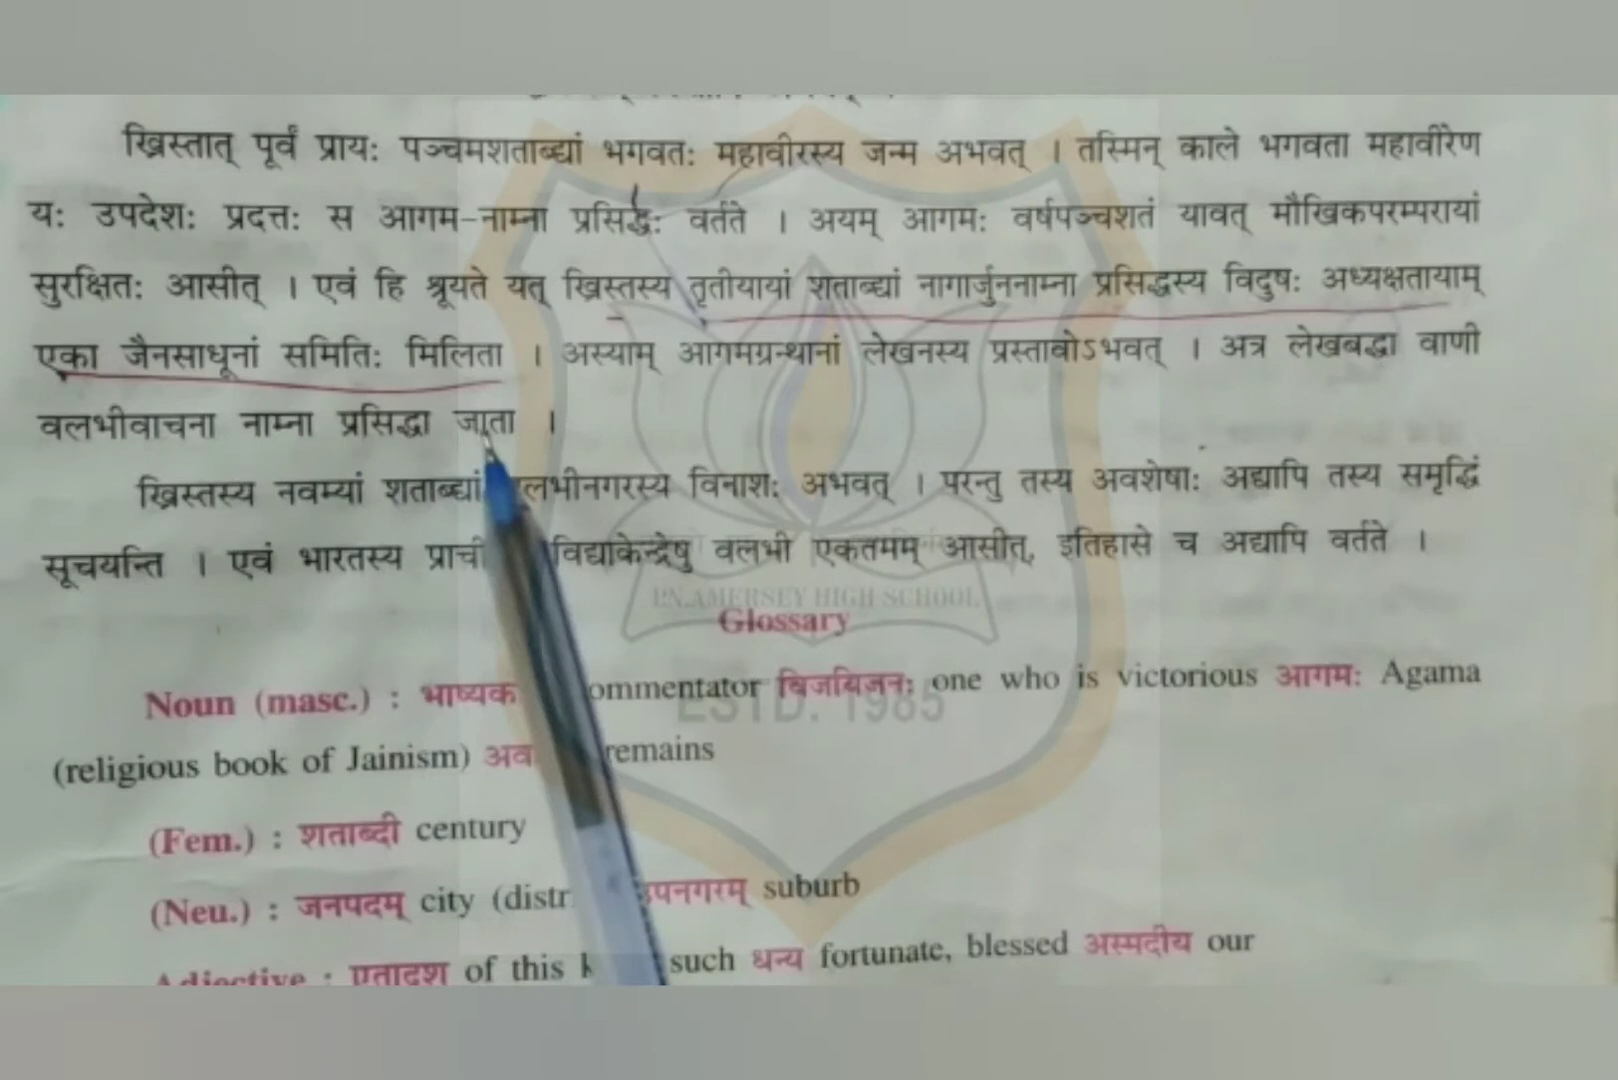 ख्रिस्तात् पूर्वं प्रायः पञ्चमशताब्द्यां भगवतः महावीरस्य जन्म अभवत् । तस्मिन् काले भगवता महावीरेण
यः उपदेशः प्रदत्तः स आगम-नाम्ना प्रसिद्धः वर्तते । अयम् आगमः वर्षपञ्चशतं यावत् मौखिकपरम्परायां
सुरक्षितः आसीत् । एवं हि श्रूयते यत् ख्रिस्तस्य तृतीयायां शताब्द्यां नागार्जुननाम्ना प्रसिद्धस्य विदुषः अध्यक्षतायाम्
एका जैनसाधूनां समितिः मिलिता । अस्याम् आगमग्रन्थानां लेखनस्य प्रस्तावोऽभवत् । अत्र लेखबद्धा वाणी
वलभीवाचना नाम्ना प्रसिद्धा जाता ।
ख्रिस्तस्य नवम्यां शताब्द्यां लभीनगरस्य विनाशः अभवत् । परन्तु तस्य अवशेषाः अद्यापि तस्य समृद्धिं
सूचयन्ति । एवं भारतस्य प्राची विद्याकेन्द्रेषु वलभी एकतमम् आसीत्, इतिहासे च अद्यापि वर्तते ।
P.N.AMERSEY HIGH SCHOOL
Glossary
Noun (masc.) : भाष्यक ommentator विजयिजनः one who is victorious आगमः Agama
ESTD. 1985
(religious book of Jainism) अव remains
(Fem.) : शताब्दी century
(Neu.) : जनपदम् city (distr उपनगरम् suburb
Adjective : एतादृश of this k such धन्य fortunate, blessed अस्मदीय our